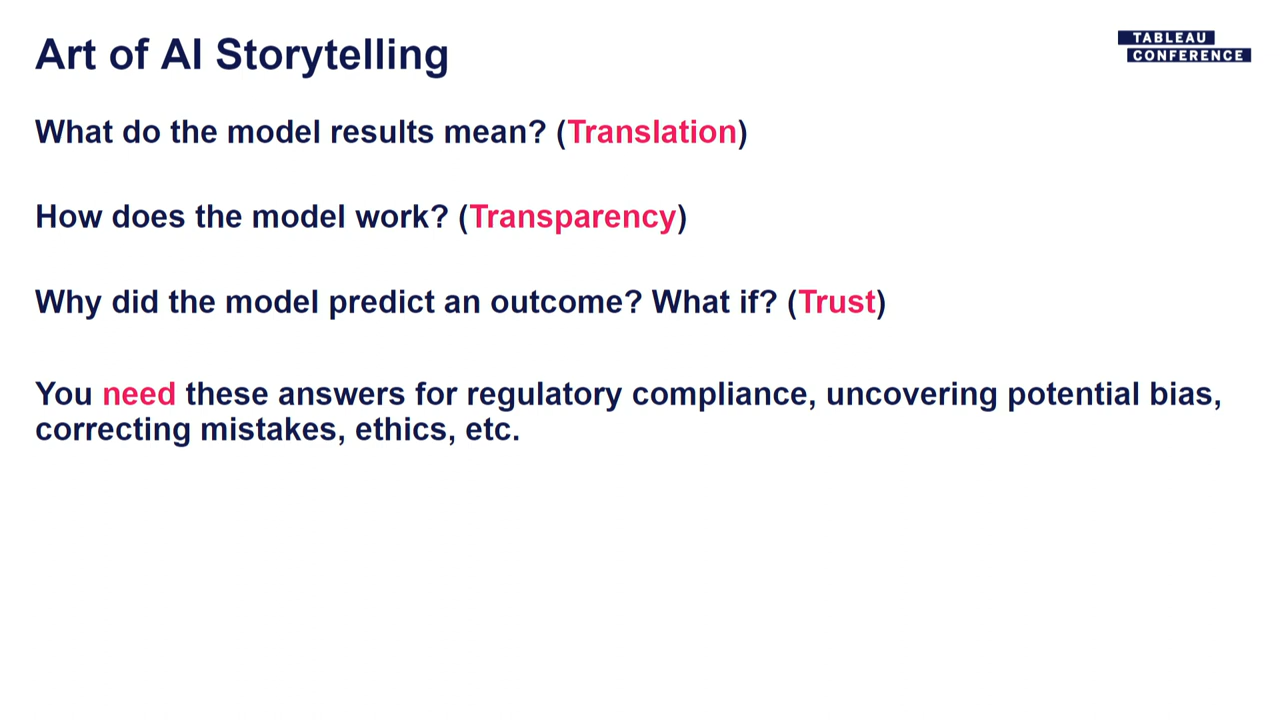 Art of AI Storytelling
TABLEAU
CONFERENCE
What do the model results mean? (Translation)
How does the model work? (Transparency)
Why did the model predict an outcome? What if? (Trust)
You need these answers for regulatory compliance, uncovering potential bias,
correcting mistakes, ethics, etc.